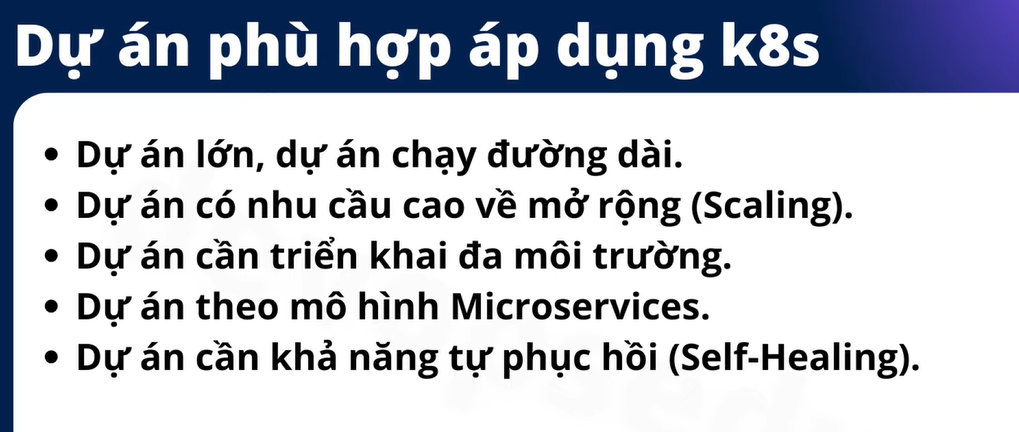 Dự án phù hợp áp dụng k8s
• Dự án lớn, dự án chạy đường dài.
• Dự án có nhu cầu cao về mở rộng (Scaling).
• Dự án cần triển khai đa môi trường.
• Dự án theo mô hình Microservices.
• Dự án cần khả năng tự phục hồi (Self-Healing).